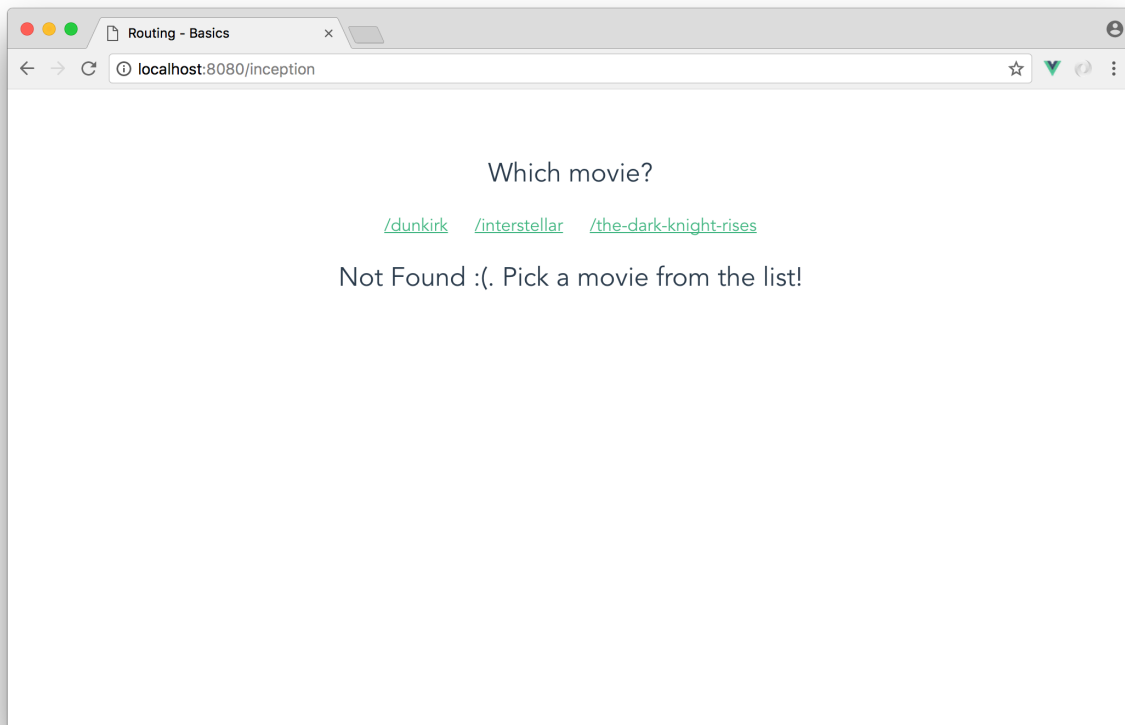 Routing - Basics
localhost:8080/inception
Which movie?
/dunkirk /interstellar /the-dark-knight-rises
Not Found :(. Pick a movie from the list!